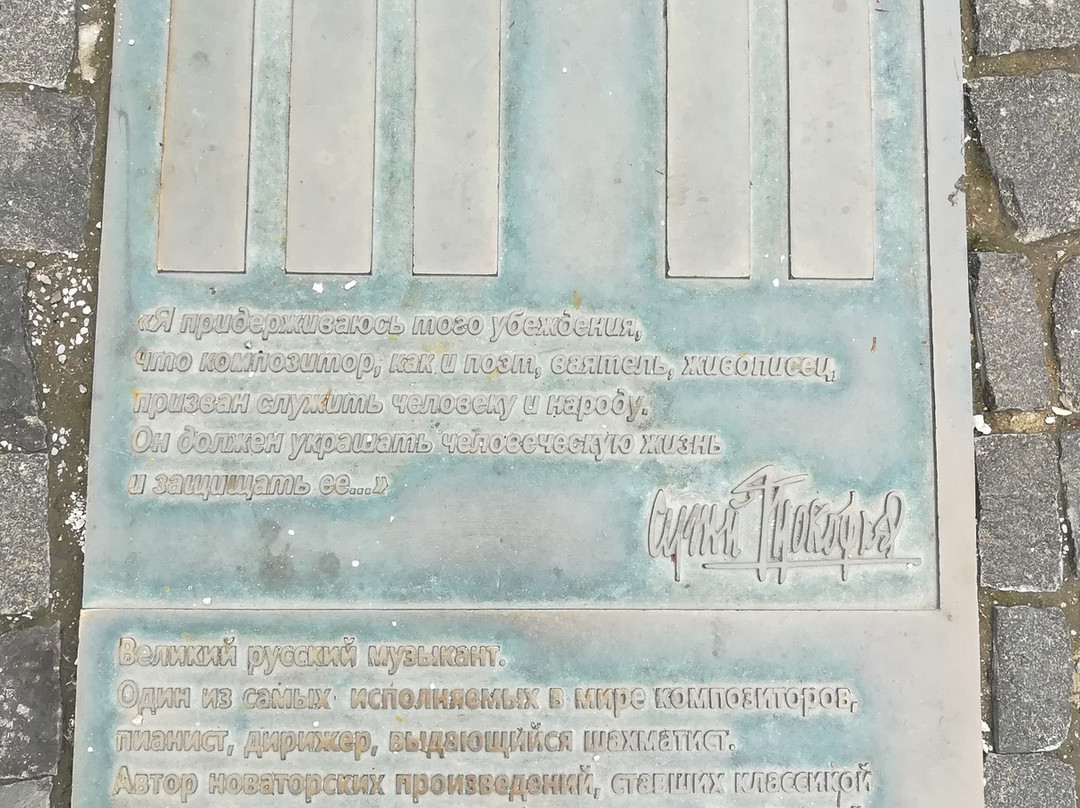 «Я придерживаюсь того убеждения,
что композитор, как и поэт, ваятель, живописец,
призван служить человеку и народу.
Он должен украшать человеческую жизнь
и защищать ее...»
Сергей Прокофьев
Великий русский музыкант.
Один из самых исполняемых в мире композиторов,
пианист, дирижер, выдающийся шахматист.
Автор новаторских произведений, ставших классикой